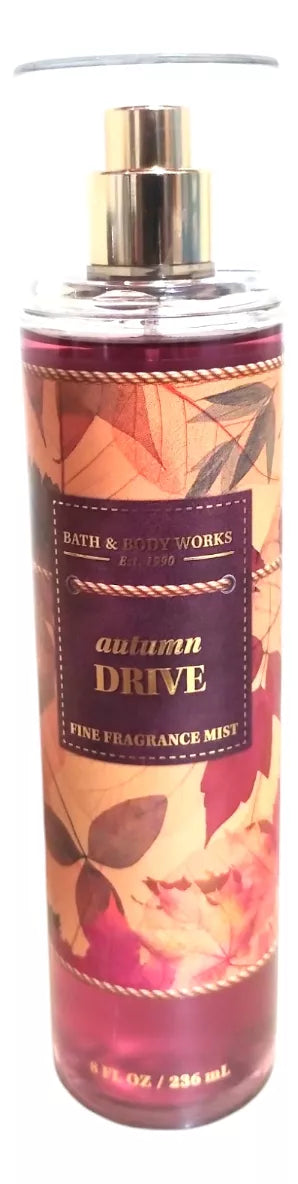 BATH & BODY WORKS
Est. 1990
autumn
DRIVE
FINE FRAGRANCE MIST
8 FL OZ / 236 mL